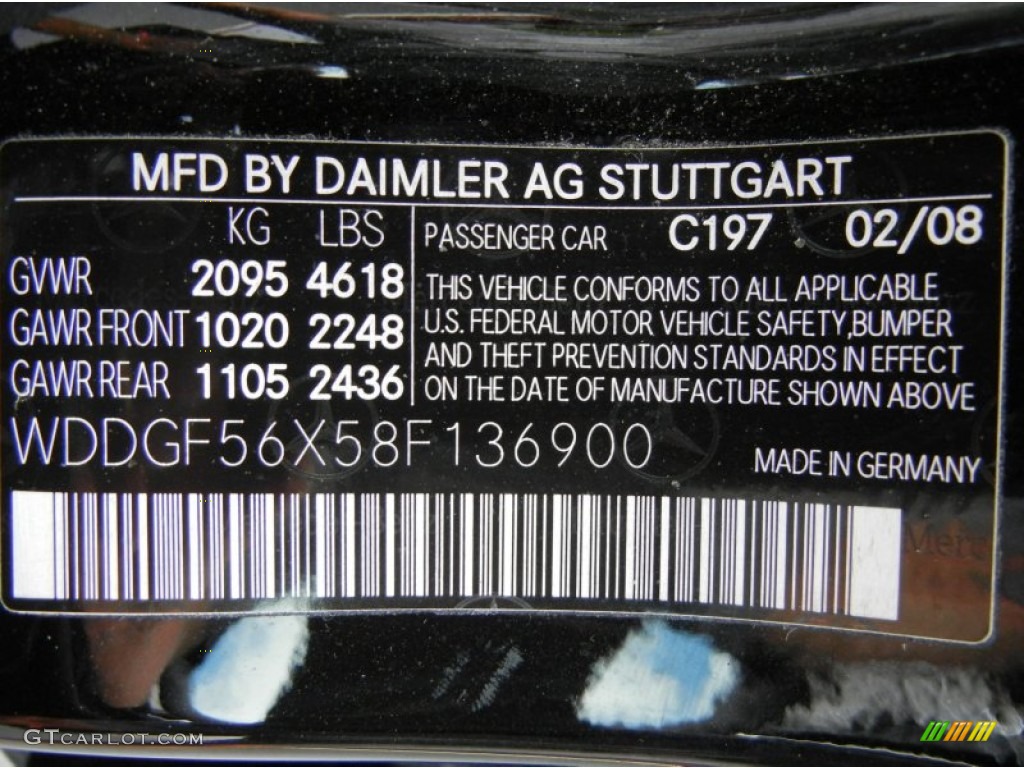 MFD BY DAIMLER AG STUTTGART
KG LBS
GVWR 2095 4618
GAWR FRONT 1020 2248
GAWR REAR 1105 2436
PASSENGER CAR C197 02/08
THIS VEHICLE CONFORMS TO ALL APPLICABLE
U.S. FEDERAL MOTOR VEHICLE SAFETY,BUMPER
AND THEFT PREVENTION STANDARDS IN EFFECT
ON THE DATE OF MANUFACTURE SHOWN ABOVE
WDDGF56X58F136900
MADE IN GERMANY
GTCARLOT.COM